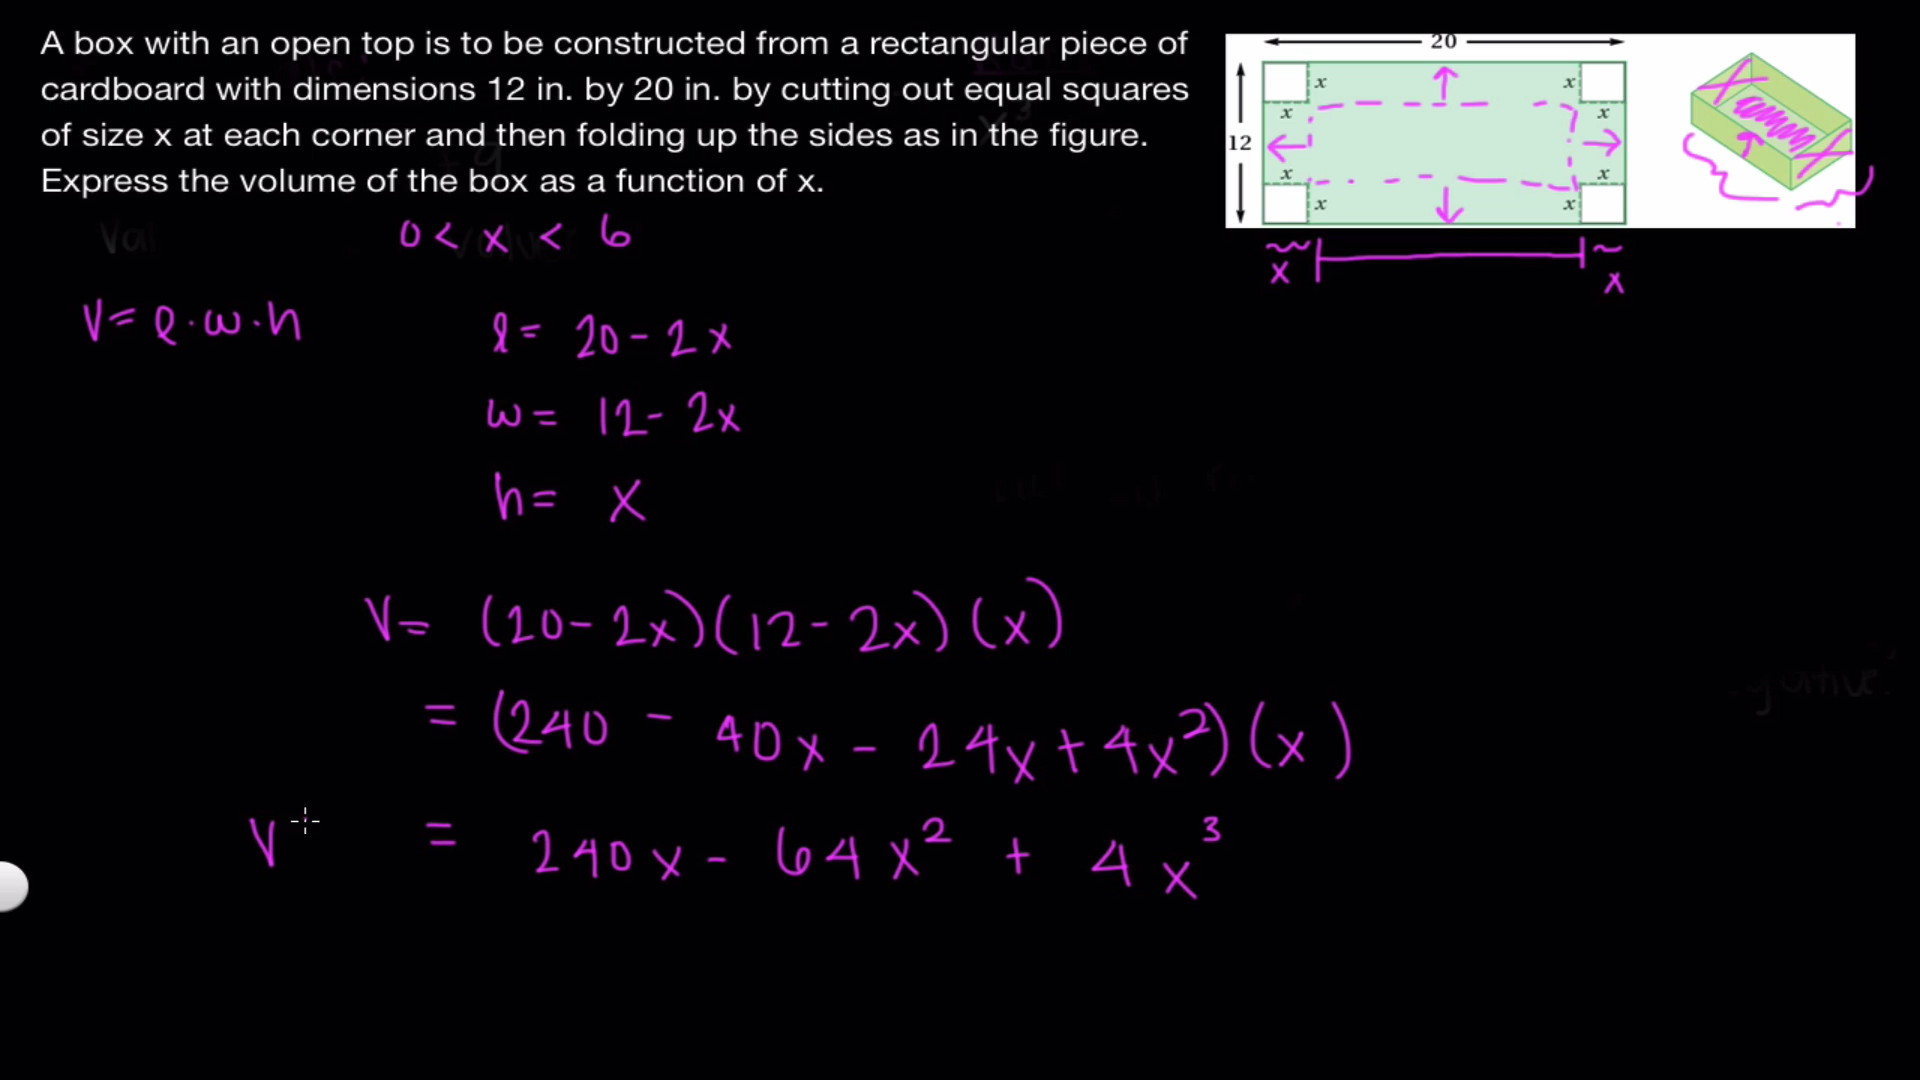 A box with an open top is to be constructed from a rectangular piece of
cardboard with dimensions 12 in. by 20 in. by cutting out equal squares
of size x at each corner and then folding up the sides as in the figure.
Express the volume of the box as a function of x.
20
x x
x x
12
x x
x x
x x
0 < x < 6
V = l · w · h
l = 20 - 2x
w = 12 - 2x
h = x
V = (20 - 2x)(12 - 2x)(x)
= (240 - 40x - 24x + 4x²)(x)
V = 240x - 64x² + 4x³